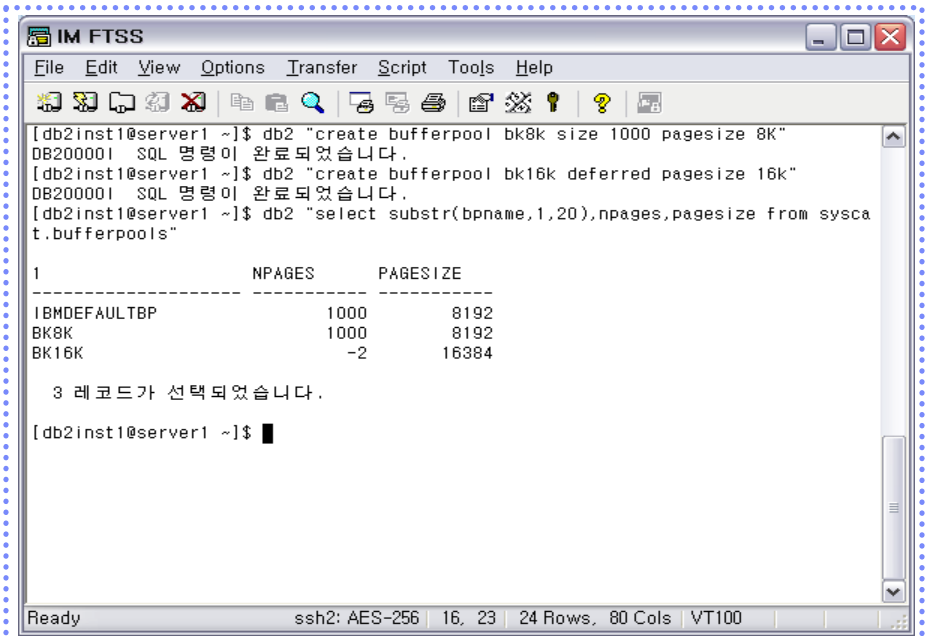 IM FTSS
File Edit View Options Transfer Script Tools Help
[db2inst1@server1 ~]$ db2 "create bufferpool bk8k size 1000 pagesize 8K"
DB20000I SQL 명령이 완료되었습니다.
[db2inst1@server1 ~]$ db2 "create bufferpool bk16k deferred pagesize 16k"
DB20000I SQL 명령이 완료되었습니다.
[db2inst1@server1 ~]$ db2 "select substr(bpname,1,20),npages,pagesize from sysca
t.bufferpools"
1 NPAGES PAGESIZE
-------------------- ----------- -----------
IBMDEFAULTBP 1000 8192
BK8K 1000 8192
BK16K -2 16384
3 레코드가 선택되었습니다.
[db2inst1@server1 ~]$
Ready ssh2: AES-256 16, 23 24 Rows, 80 Cols VT100